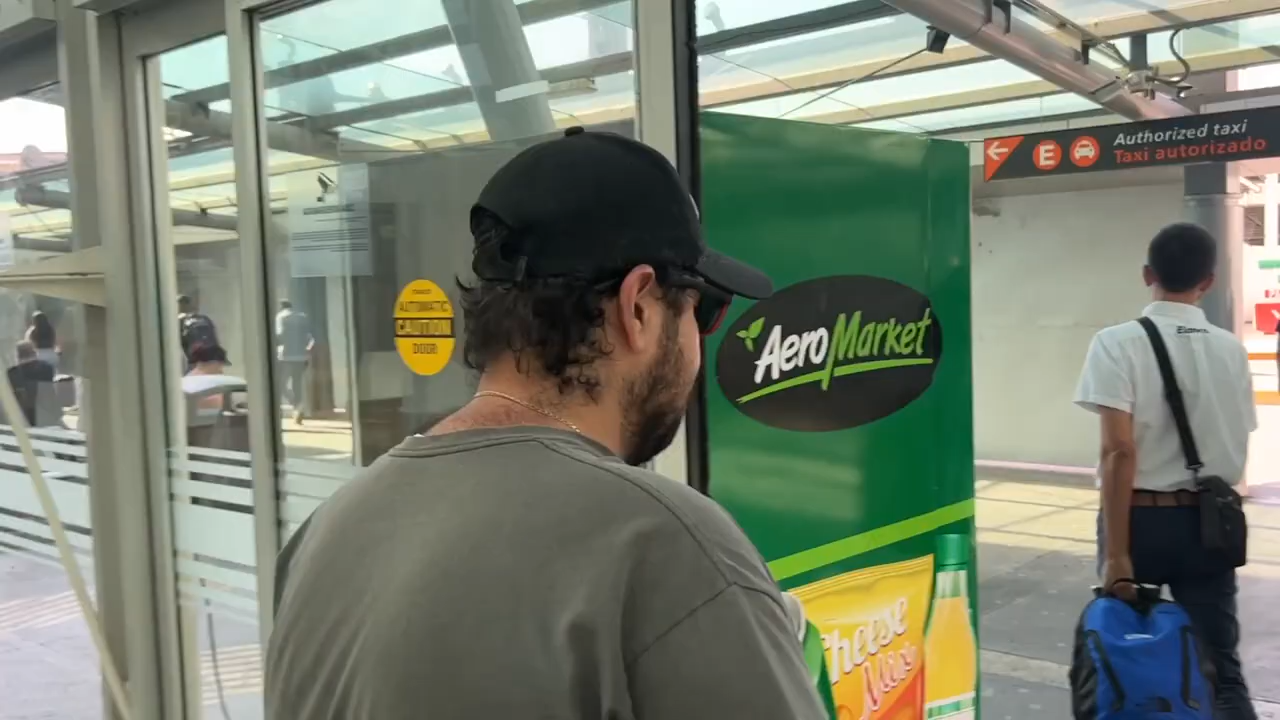 AUTOMATIC
CAUTION
DOOR
AeroMarket
Cheese
Mix
E
Authorized taxi
Taxi autorizado